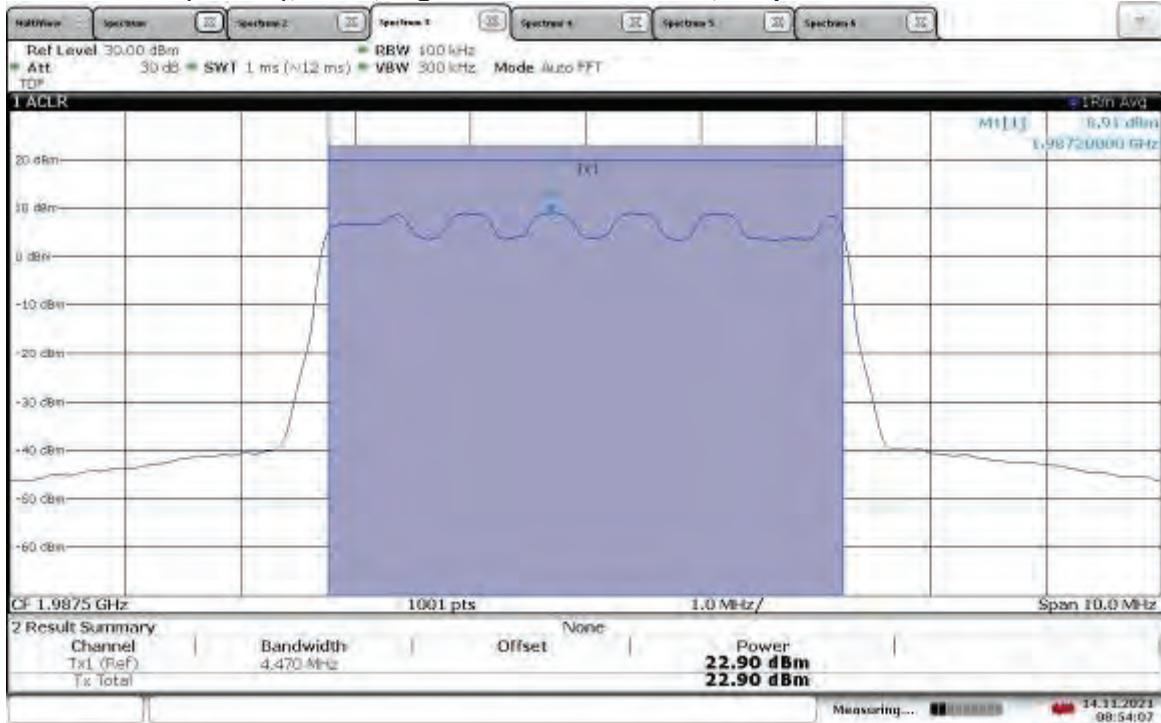 MultiView Spectrum Spectrum 2 Spectrum 3 Spectrum 4 Spectrum 5 Spectrum 6
Ref Level 30.00 dBm RBW 100 kHz
Att 30 dB SWT 1 ms (~12 ms) VBW 300 kHz Mode Auto FFT
TDF
1 ACLR 1Rm Avg
M1[1] 8.91 dBm
1.98720000 GHz
20 dBm
Tx1
10 dBm
0 dBm
-10 dBm
-20 dBm
-30 dBm
-40 dBm
-50 dBm
-60 dBm
CF 1.9875 GHz 1001 pts 1.0 MHz/ Span 10.0 MHz
2 Result Summary None
Channel Bandwidth Offset Power
Tx1 (Ref) 4.470 MHz 22.90 dBm
Tx Total 22.90 dBm
Measuring... 14.11.2021
08:54:07